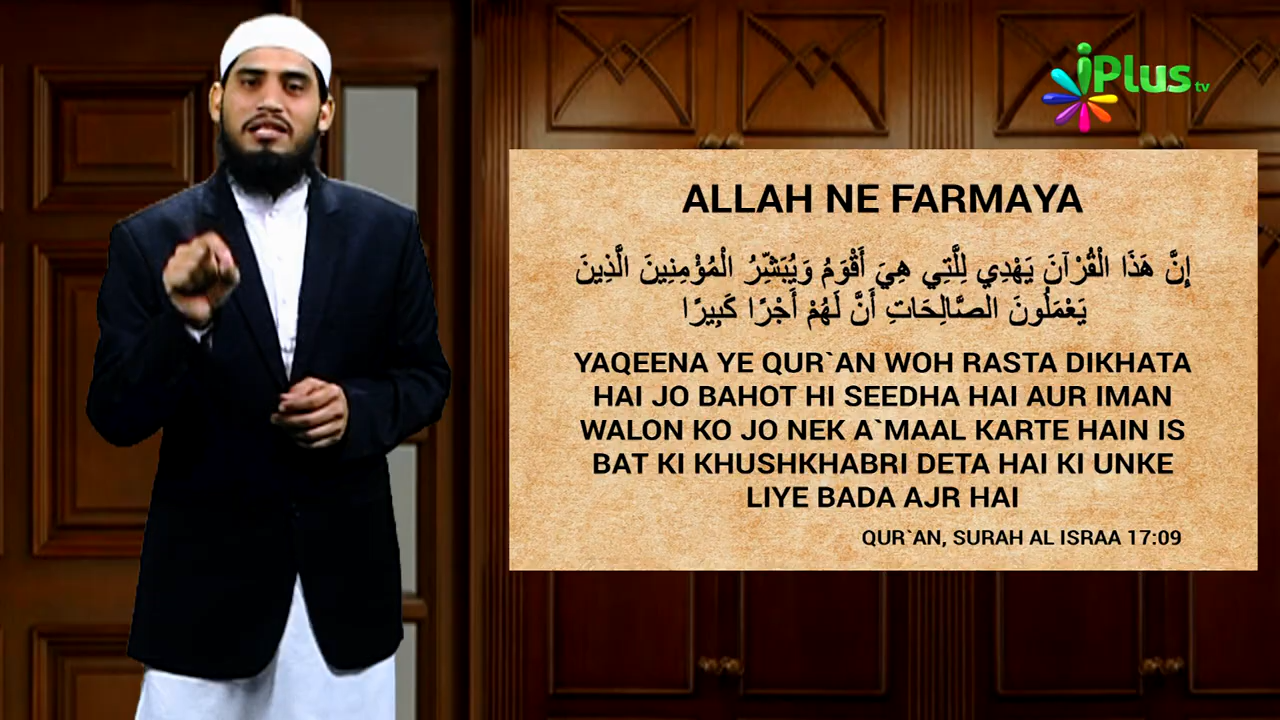 iPlus tv
ALLAH NE FARMAYA
إِنَّ هَذَا الْقُرْآنَ يَهْدِي لِلَّتِي هِيَ أَقْوَمُ وَيُبَشِّرُ الْمُؤْمِنِينَ الَّذِينَ
يَعْمَلُونَ الصَّالِحَاتِ أَنَّ لَهُمْ أَجْرًا كَبِيرًا
YAQEENA YE QUR`AN WOH RASTA DIKHATA
HAI JO BAHOT HI SEEDHA HAI AUR IMAN
WALON KO JO NEK A`MAAL KARTE HAIN IS
BAT KI KHUSHKHABRI DETA HAI KI UNKE
LIYE BADA AJR HAI
QUR`AN, SURAH AL ISRAA 17:09